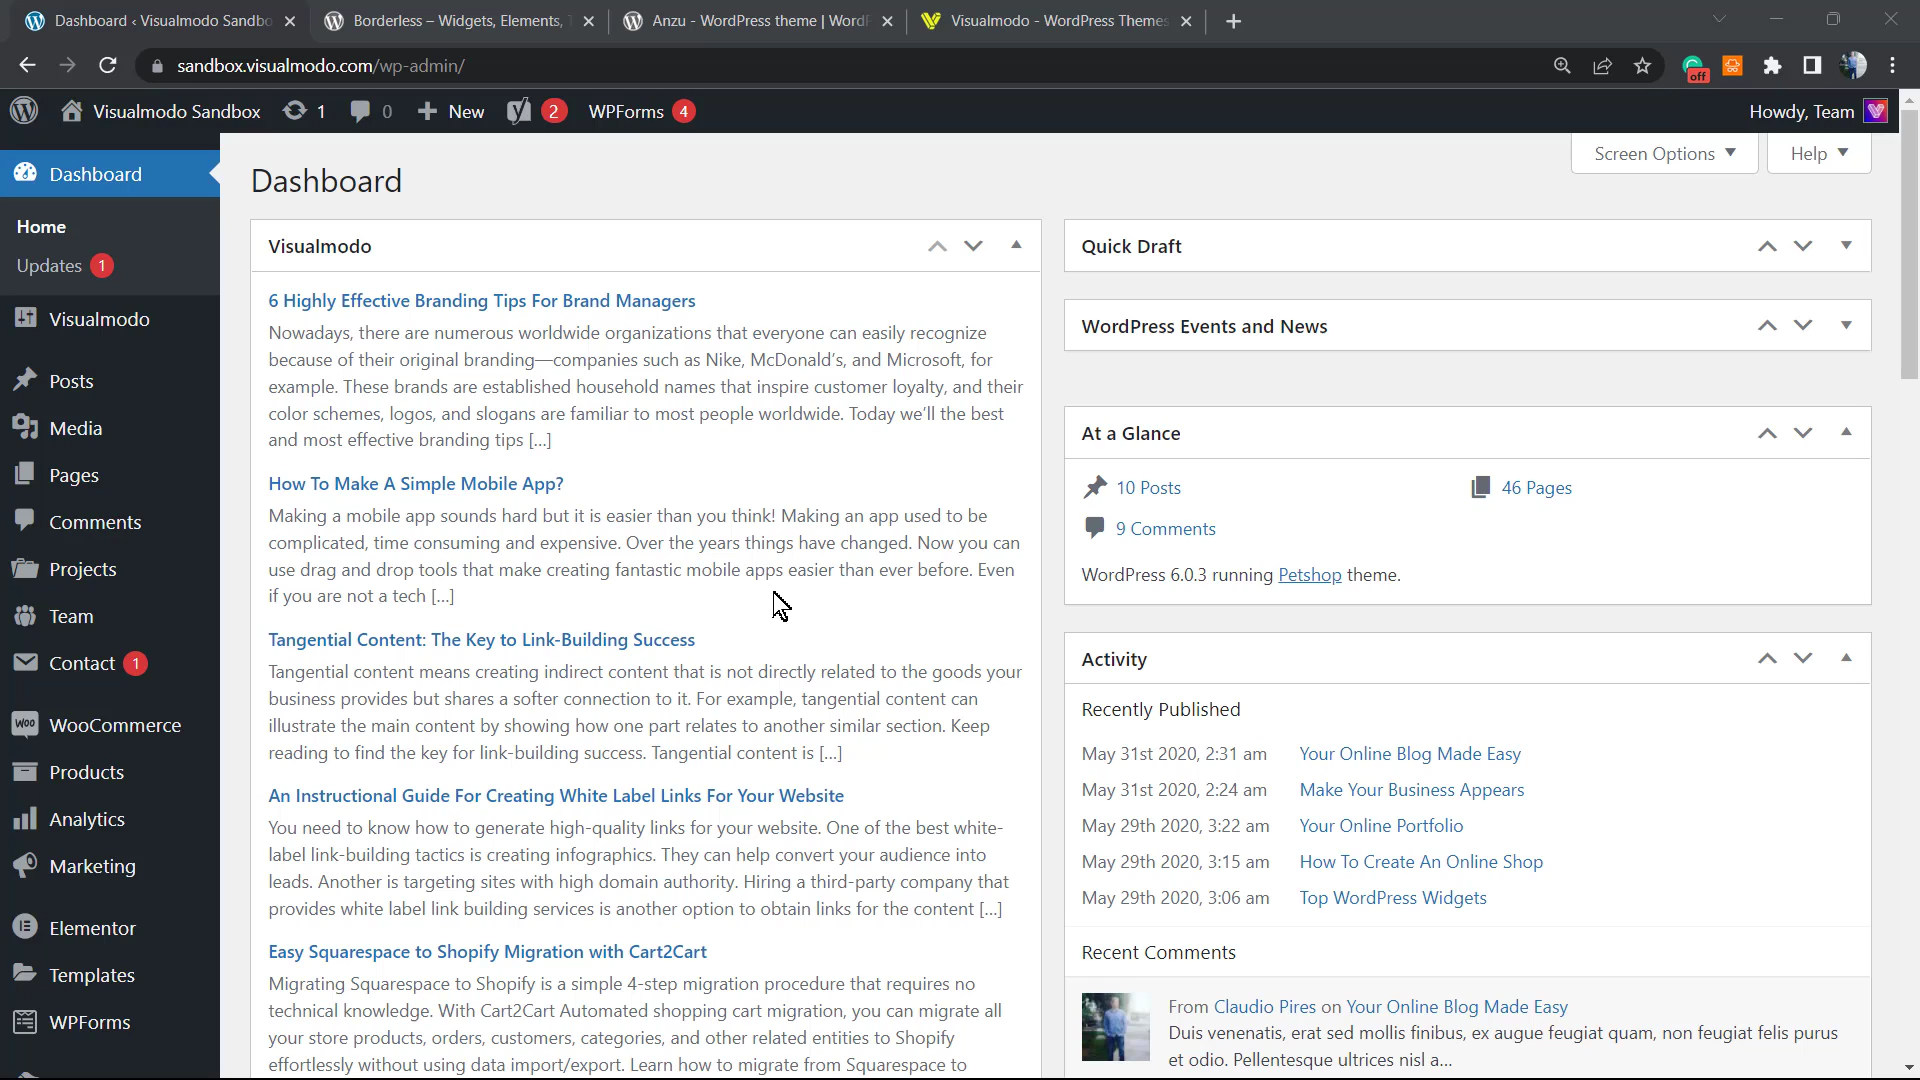 Dashboard ‹ Visualmodo Sandbo
Borderless – Widgets, Elements,
Anzu - WordPress theme | Word
Visualmodo - WordPress Themes
sandbox.visualmodo.com/wp-admin/
off
Visualmodo Sandbox
1
0
New
2
WPForms 4
Howdy, Team
Dashboard
Home
Updates 1
Visualmodo
Posts
Media
Pages
Comments
Projects
Team
Contact 1
WooCommerce
Products
Analytics
Marketing
Elementor
Templates
WPForms
Screen Options
Help
Dashboard
Visualmodo
6 Highly Effective Branding Tips For Brand Managers
Nowadays, there are numerous worldwide organizations that everyone can easily recognize
because of their original branding—companies such as Nike, McDonald's, and Microsoft, for
example. These brands are established household names that inspire customer loyalty, and their
color schemes, logos, and slogans are familiar to most people worldwide. Today we'll the best
and most effective branding tips [...]
How To Make A Simple Mobile App?
Making a mobile app sounds hard but it is easier than you think! Making an app used to be
complicated, time consuming and expensive. Over the years things have changed. Now you can
use drag and drop tools that make creating fantastic mobile apps easier than ever before. Even
if you are not a tech [...]
Tangential Content: The Key to Link-Building Success
Tangential content means creating indirect content that is not directly related to the goods your
business provides but shares a softer connection to it. For example, tangential content can
illustrate the main content by showing how one part relates to another similar section. Keep
reading to find the key for link-building success. Tangential content is [...]
An Instructional Guide For Creating White Label Links For Your Website
You need to know how to generate high-quality links for your website. One of the best white-
label link-building tactics is creating infographics. They can help convert your audience into
leads. Another is targeting sites with high domain authority. Hiring a third-party company that
provides white label link building services is another option to obtain links for the content [...]
Easy Squarespace to Shopify Migration with Cart2Cart
Migrating Squarespace to Shopify is a simple 4-step migration procedure that requires no
technical knowledge. With Cart2Cart Automated shopping cart migration, you can migrate all
your store products, orders, customers, categories, and other related entities to Shopify
effortlessly without using data import/export. Learn how to migrate from Squarespace to
Quick Draft
WordPress Events and News
At a Glance
10 Posts
46 Pages
9 Comments
WordPress 6.0.3 running Petshop theme.
Activity
Recently Published
May 31st 2020, 2:31 am Your Online Blog Made Easy
May 31st 2020, 2:24 am Make Your Business Appears
May 29th 2020, 3:22 am Your Online Portfolio
May 29th 2020, 3:15 am How To Create An Online Shop
May 29th 2020, 3:06 am Top WordPress Widgets
Recent Comments
From Claudio Pires on Your Online Blog Made Easy
Duis venenatis, erat sed mollis finibus, ex augue feugiat quam, non feugiat felis purus
et odio. Pellentesque ultrices nisl a...